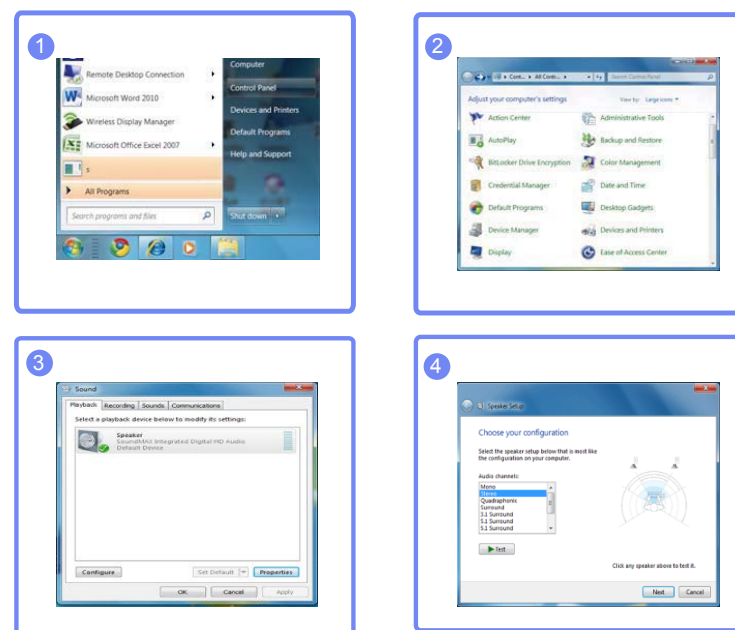 1
Remote Desktop Connection
Microsoft Word 2010
Wireless Display Manager
Microsoft Office Excel 2007
s
All Programs
Search programs and files
Computer
Control Panel
Devices and Printers
Default Programs
Help and Support
Shut down
2
Cont... All Contr...
Search Control Panel
Adjust your computer's settings
View by: Large icons
Action Center
Administrative Tools
AutoPlay
Backup and Restore
BitLocker Drive Encryption
Color Management
Credential Manager
Date and Time
Default Programs
Desktop Gadgets
Device Manager
Devices and Printers
Display
Ease of Access Center
3
Sound
Playback Recording Sounds Communications
Select a playback device below to modify its settings:
Speaker
SoundMAX Integrated Digital HD Audio
Default Device
Configure
Set Default
Properties
OK
Cancel
Apply
4
Speaker Setup
Choose your configuration
Select the speaker setup below that is most like
the configuration on your computer.
Audio channels:
Mono
Stereo
Quadraphonic
Surround
3.1 Surround
5.1 Surround
5.1 Surround
Test
Click any speaker above to test it.
Next
Cancel